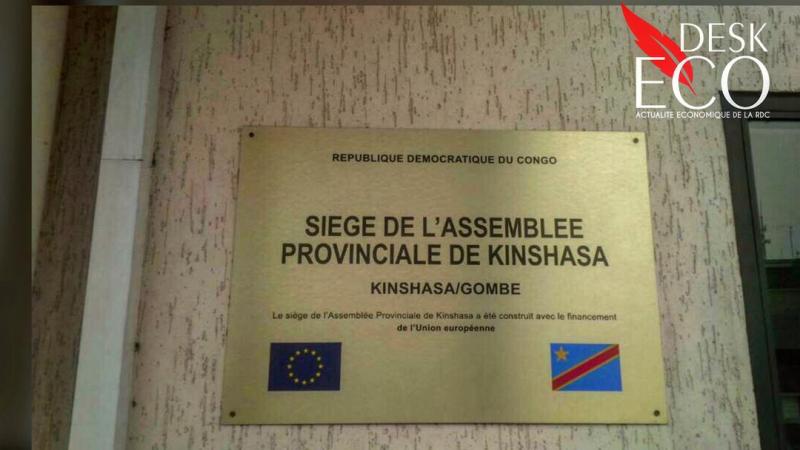 DESK
ECO
ACTUALITE ECONOMIQUE DE LA RDC
REPUBLIQUE DEMOCRATIQUE DU CONGO
SIEGE DE L'ASSEMBLEE
PROVINCIALE DE KINSHASA
KINSHASA/GOMBE
Le siège de l'Assemblée Provinciale de Kinshasa a été construit avec le financement
de l'Union européenne